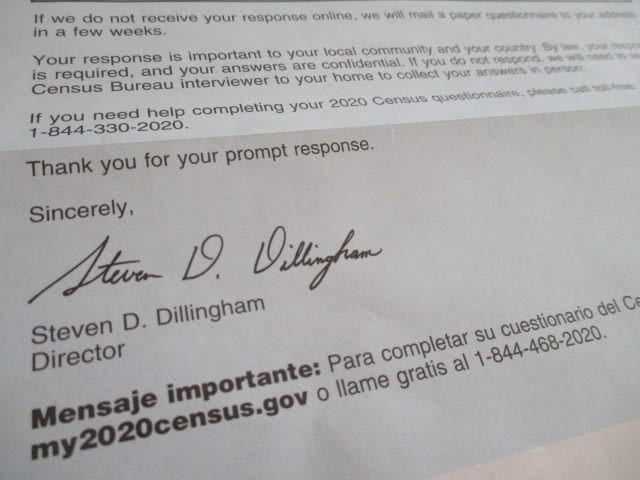 If we do not receive your response online, we will mail a paper questionnaire to your address
in a few weeks.
Your response is important to your local community and your country. By law, your response
is required, and your answers are confidential. If you do not respond, we will need to
Census Bureau interviewer to your home to collect your answers in person.
If you need help completing your 2020 Census questionnaire, please call toll-free
1-844-330-2020.
Thank you for your prompt response.
Sincerely,
Steven D. Dillingham
Steven D. Dillingham
Director
Mensaje importante: Para completar su cuestionario del
my2020census.gov o llame gratis al 1-844-468-2020.